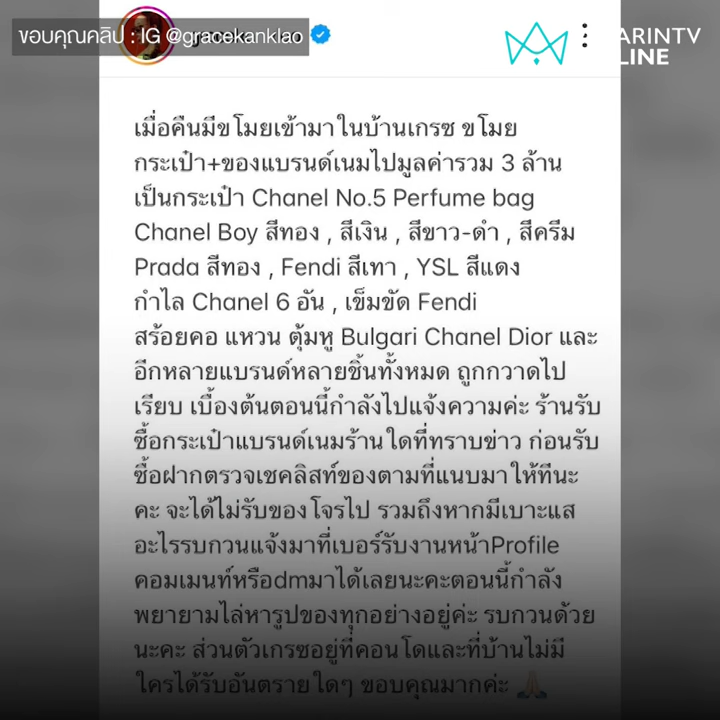 ขอบคุณคลิป : IG @gracekanklao
ARINTV
LINE
เมื่อคืนมีขโมยเข้ามาในบ้านเกรซ ขโมย
กระเป๋า+ของแบรนด์เนมไปมูลค่ารวม 3 ล้าน
เป็นกระเป๋า Chanel No.5 Perfume bag
Chanel Boy สีทอง , สีเงิน , สีขาว-ดำ , สีครีม
Prada สีทอง , Fendi สีเทา , YSL สีแดง
กำไล Chanel 6 อัน , เข็มขัด Fendi
สร้อยคอ แหวน ตุ้มหู Bulgari Chanel Dior และ
อีกหลายแบรนด์หลายชิ้นทั้งหมด ถูกกวาดไป
เรียบ เบื้องต้นตอนนี้กำลังไปแจ้งความค่ะ ร้านรับ
ซื้อกระเป๋าแบรนด์เนมร้านใดที่ทราบข่าว ก่อนรับ
ซื้อฝากตรวจเชคลิสท์ของตามที่แนบมาให้ทีนะ
คะ จะได้ไม่รับของโจรไป รวมถึงหากมีเบาะแส
อะไรรบกวนแจ้งมาที่เบอร์รับงานหน้าProfile
คอมเมนท์หรือdmมาได้เลยนะคะตอนนี้กำลัง
พยายามไล่หารูปของทุกอย่างอยู่ค่ะ รบกวนด้วย
นะคะ ส่วนตัวเกรซอยู่ที่คอนโดและที่บ้านไม่มี
ใครได้รับอันตรายใดๆ ขอบคุณมากค่ะ 🙏🏻